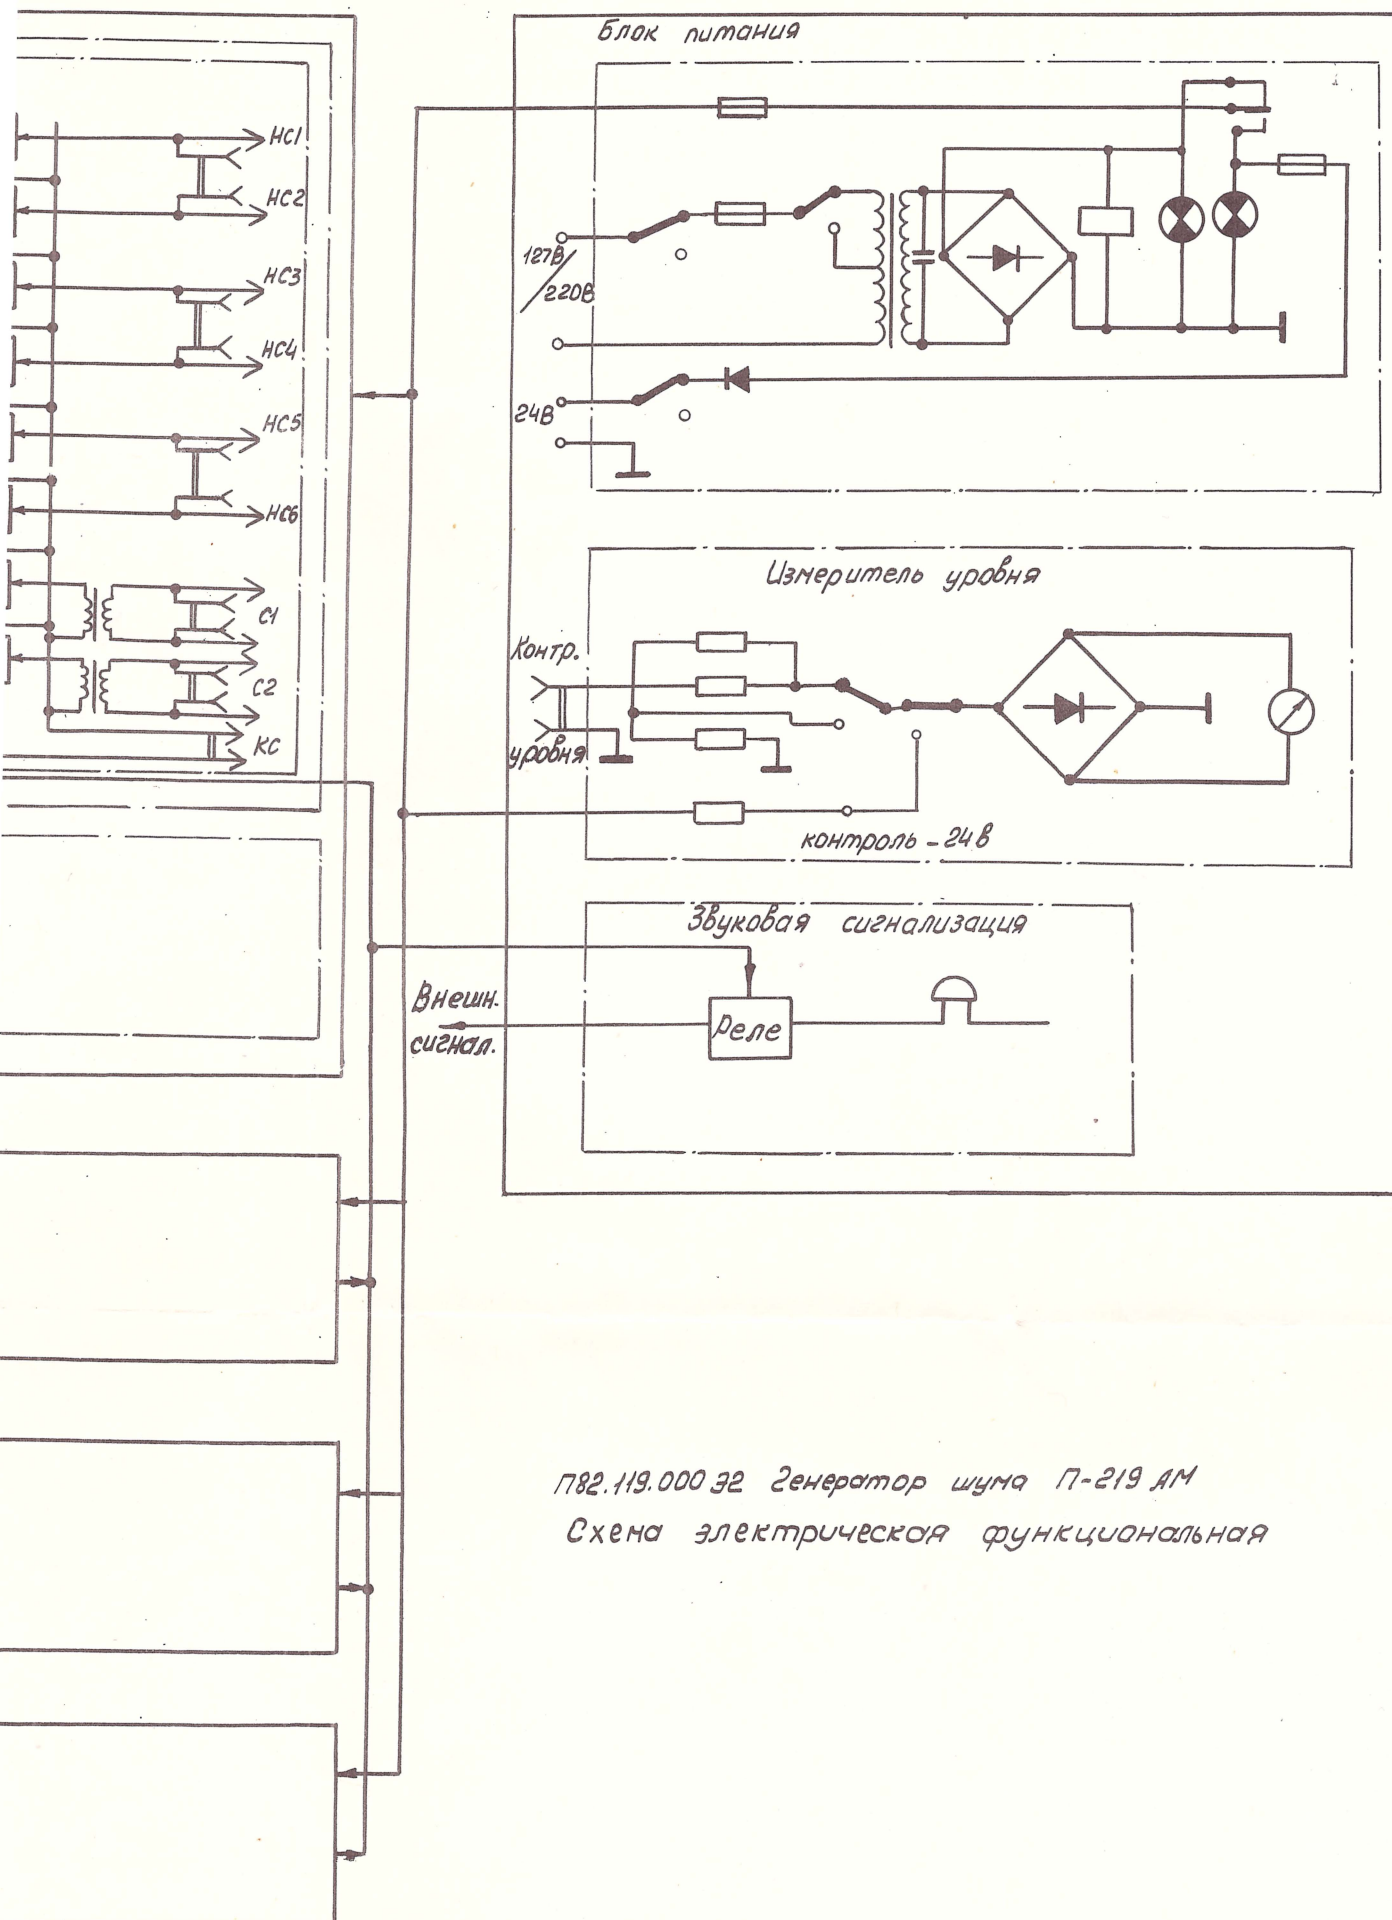 Блок питания
НС1
НС2
НС3
НС4
НС5
НС6
С1
С2
КС
127В/
220В
24В
Измеритель уровня
Контр.
уровня
контроль - 24 в
Звуковая сигнализация
Внешн.
сигнал.
Реле
П82.119.000 Э2 Генератор шума П-219 АМ
Схема электрическая функциональная